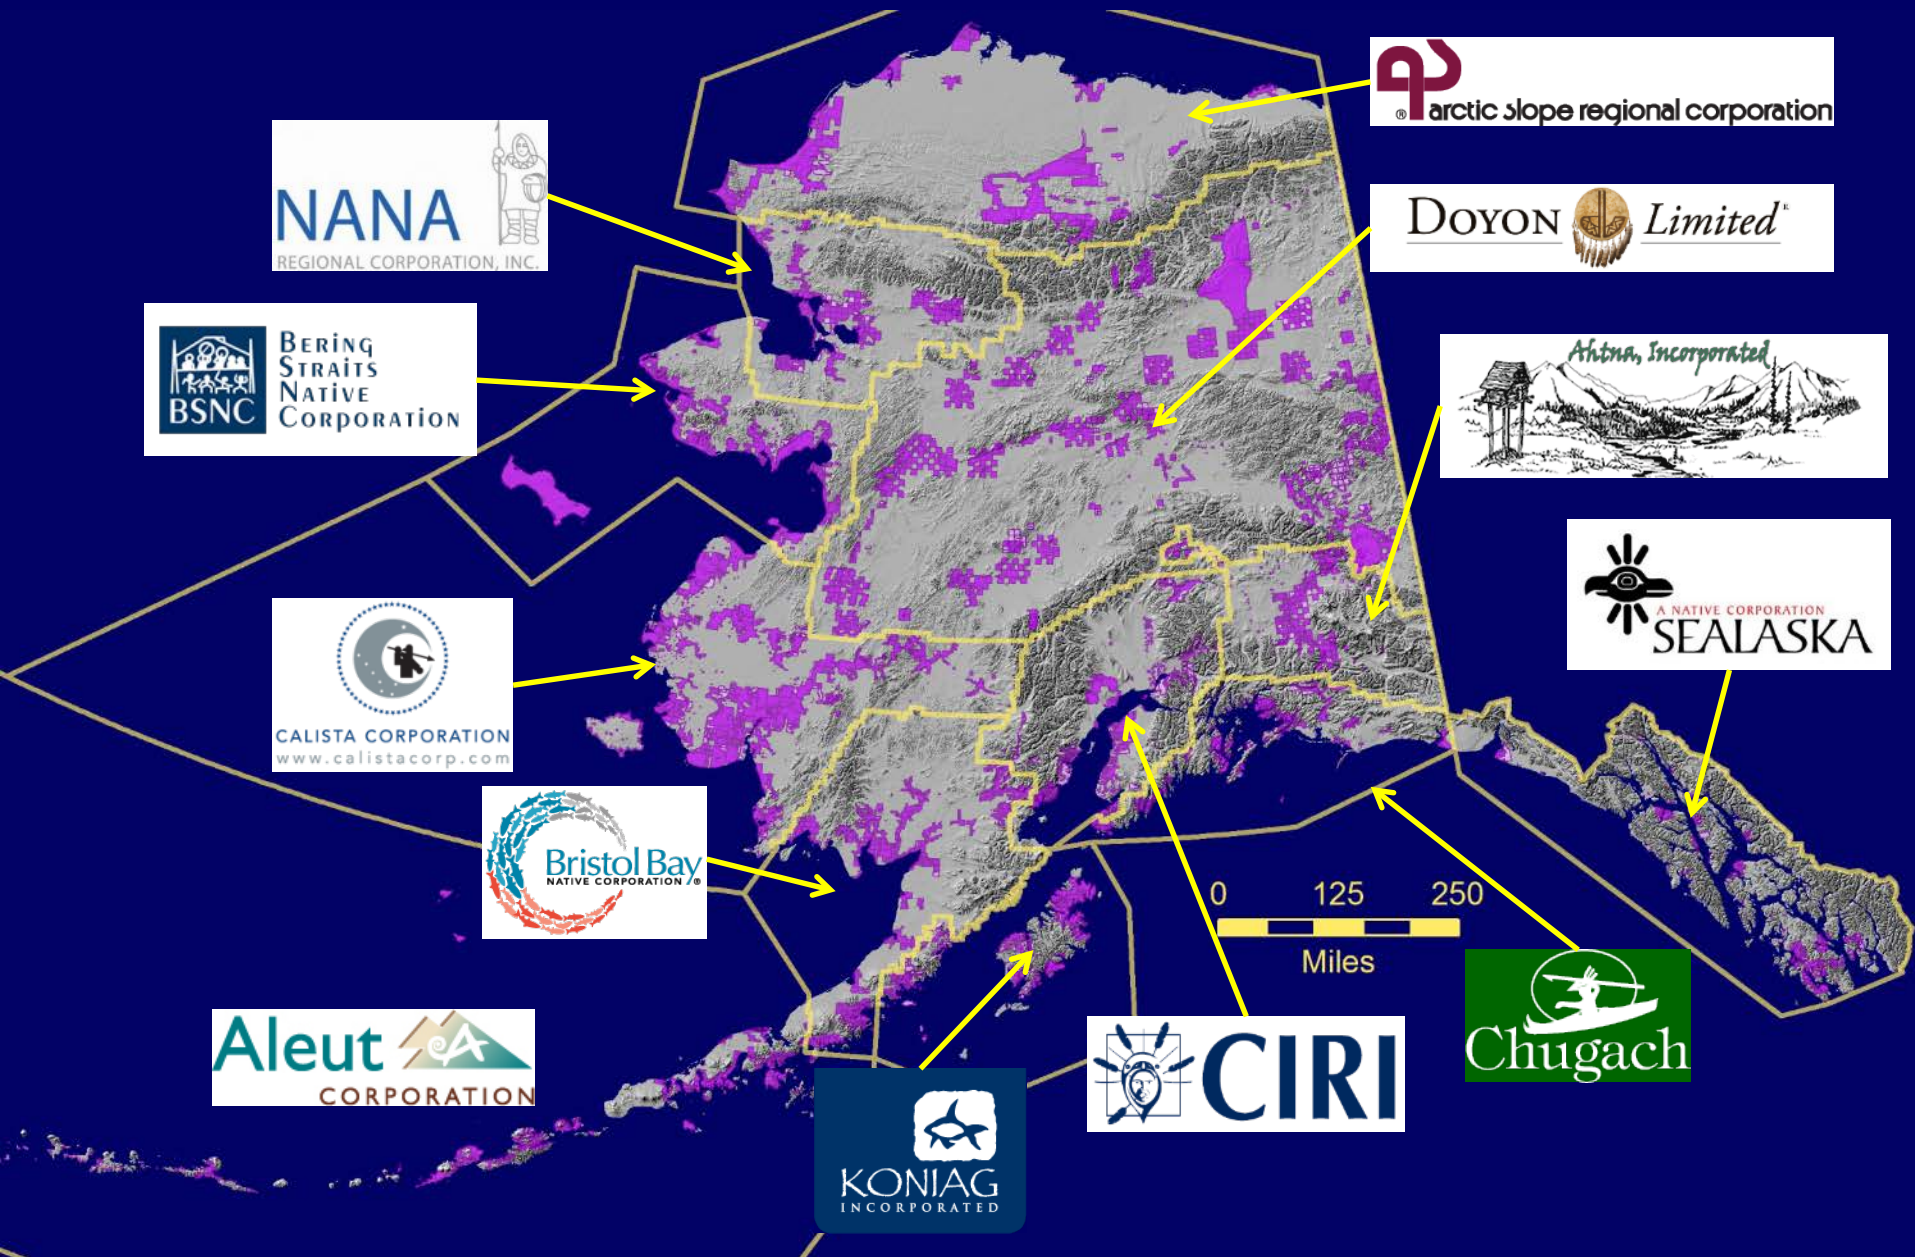 ® arctic slope regional corporation
NANA
REGIONAL CORPORATION, INC.
DOYON Limited
BSNC
BERING
STRAITS
NATIVE
CORPORATION
Ahtna, Incorporated
A NATIVE CORPORATION
SEALASKA
CALISTA CORPORATION
www.calistacorp.com
Bristol Bay
NATIVE CORPORATION ®
0 125 250
Miles
Aleut
CORPORATION
KONIAG
INCORPORATED
CIRI
Chugach